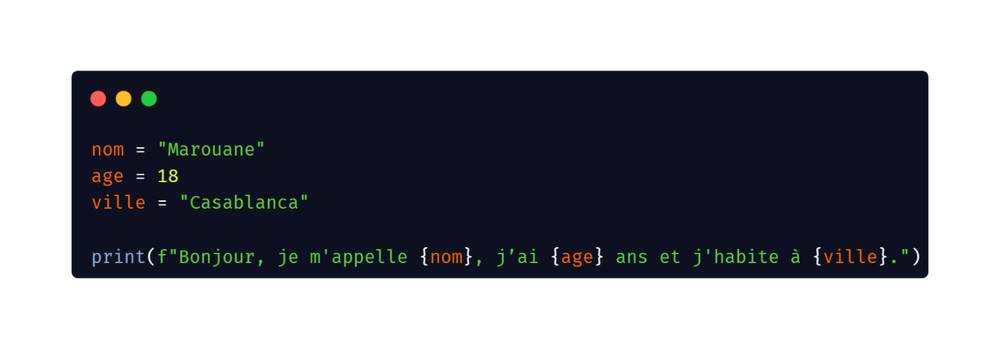 nom = "Marouane"
age = 18
ville = "Casablanca"
print(f"Bonjour, je m'appelle {nom}, j’ai {age} ans et j'habite à {ville}.")